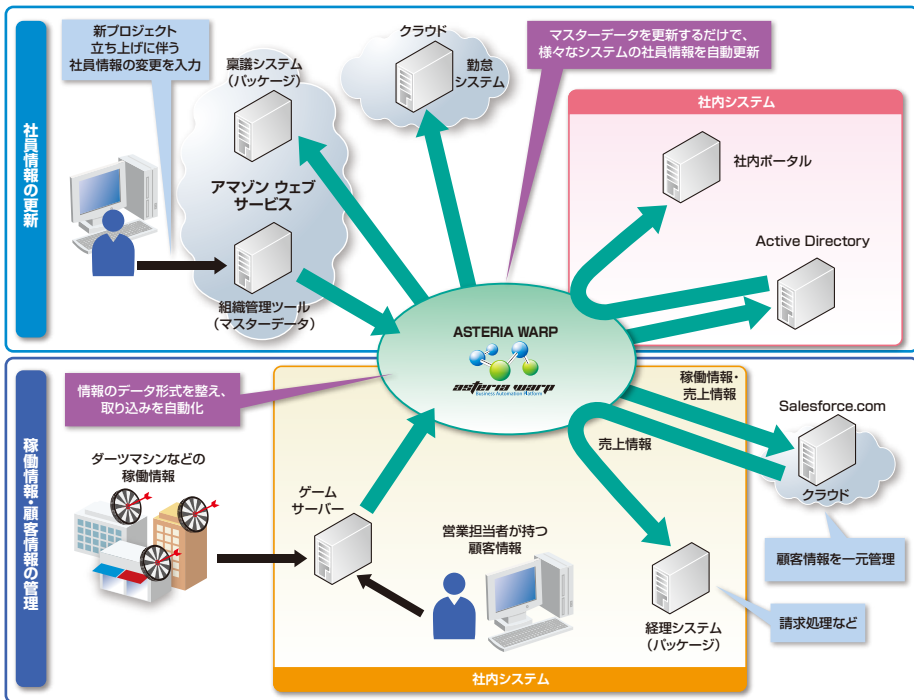 社員情報の更新
新プロジェクト
立ち上げに伴う
社員情報の変更を入力
稟議システム
(パッケージ)
アマゾン ウェブ
サービス
組織管理ツール
(マスターデータ)
クラウド
勤怠
システム
マスターデータを更新するだけで、
様々なシステムの社員情報を自動更新
社内システム
社内ポータル
Active Directory
ASTERIA WARP
asteria warp
Business Automation Platform
稼働情報・顧客情報の管理
情報のデータ形式を整え、
取り込みを自動化
ダーツマシンなどの
稼働情報
ゲーム
サーバー
営業担当者が持つ
顧客情報
稼働情報・
売上情報
売上情報
Salesforce.com
クラウド
顧客情報を一元管理
経理システム
(パッケージ)
請求処理など
社内システム